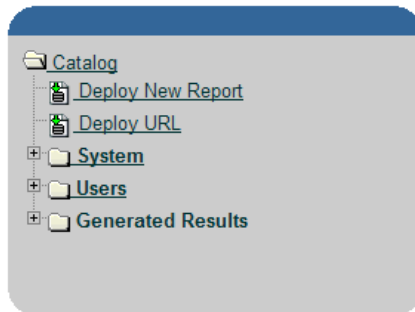 Catalog
Deploy New Report
Deploy URL
System
Users
Generated Results